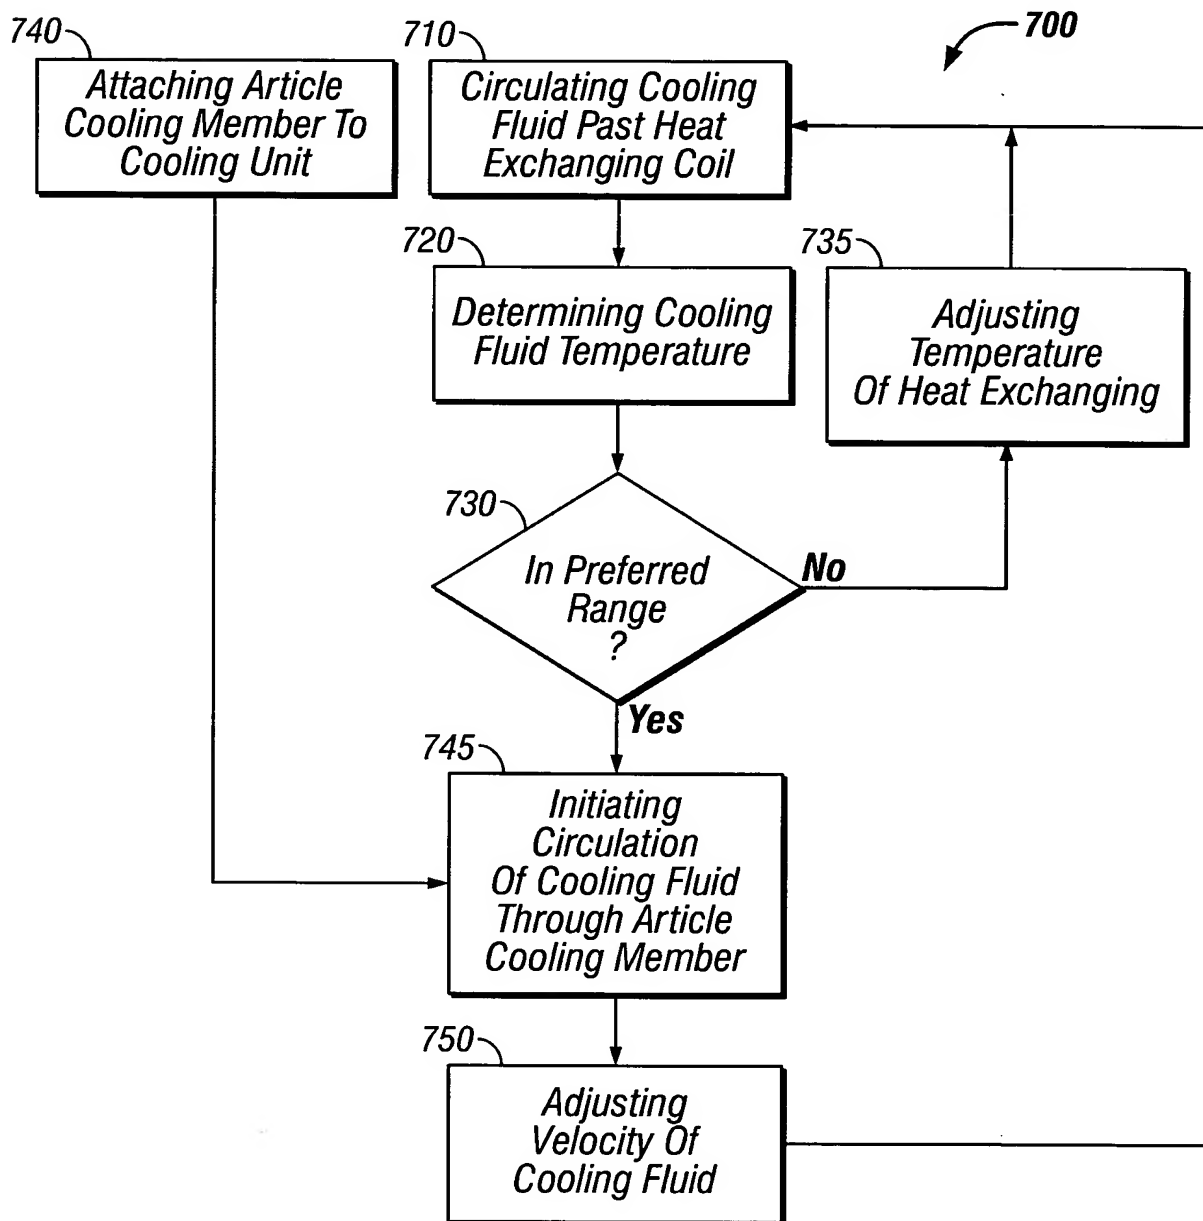 740
Attaching Article
Cooling Member To
Cooling Unit
710
Circulating Cooling
Fluid Past Heat
Exchanging Coil
700
720
Determining Cooling
Fluid Temperature
735
Adjusting
Temperature
Of Heat Exchanging
730
In Preferred
Range
?
No
Yes
745
Initiating
Circulation
Of Cooling Fluid
Through Article
Cooling Member
750
Adjusting
Velocity Of
Cooling Fluid